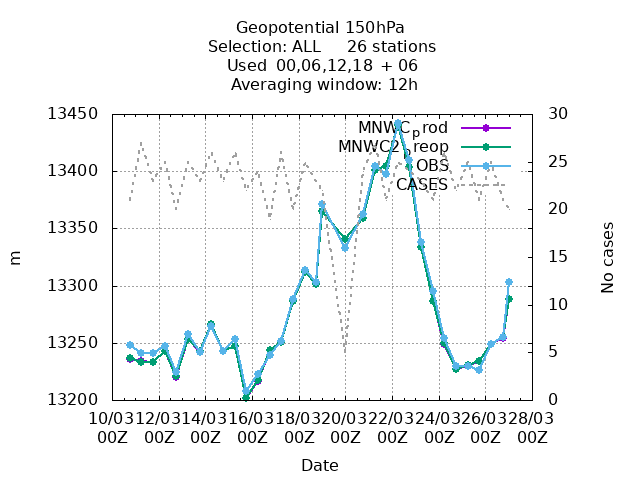 Geopotential 150hPa
Selection: ALL     26 stations
Used  00,06,12,18  + 06
Averaging window: 12h
13450
13400
13350
13300
13250
13200
m
30
25
20
15
10
5
0
No cases
MNWC_prod
MNWC2_preop
OBS
CASES
10/03 12/03 14/03 16/03 18/03 20/03 22/03 24/03 26/03 28/03
00Z 00Z 00Z 00Z 00Z 00Z 00Z 00Z 00Z 00Z
Date